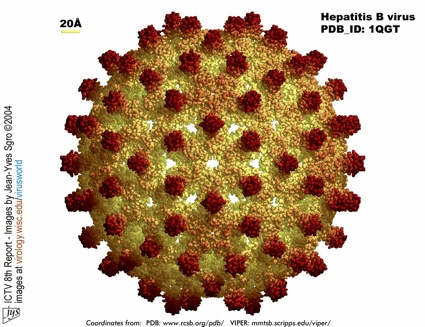 20Å
Hepatitis B virus
PDB_ID: 1QGT
ICTV 8th Report - Images by Jean-Yves Sgro ©2004
images at virology.wisc.edu/virusworld
JYS
Coordinates from: PDB: www.rcsb.org/pdb/ VIPER: mmtsb.scripps.edu/viper/